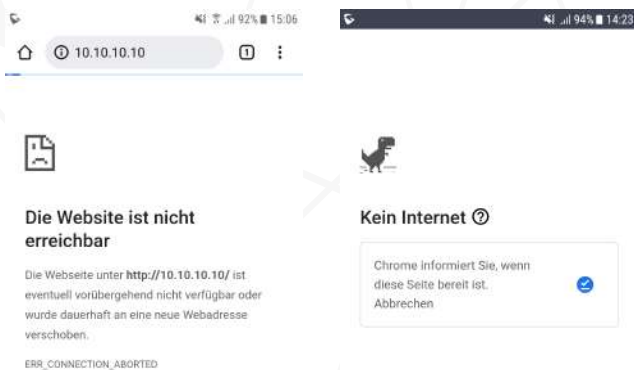 92% 15:06
10.10.10.10
1
Die Website ist nicht
erreichbar
Die Webseite unter http://10.10.10.10/ ist
eventuell vorübergehend nicht verfügbar oder
wurde dauerhaft an eine neue Webadresse
verschoben.
ERR_CONNECTION_ABORTED
94% 14:23
Kein Internet
Chrome informiert Sie, wenn
diese Seite bereit ist.
Abbrechen